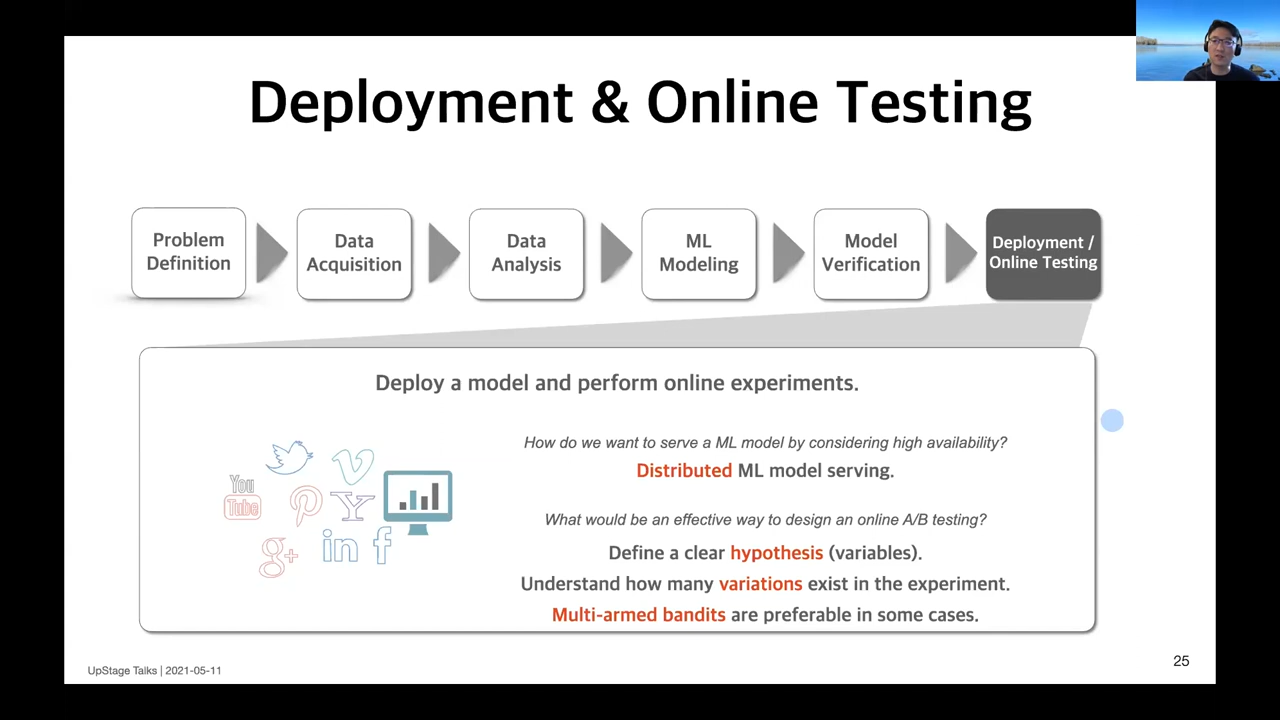 Deployment & Online Testing
Problem
Definition
Data
Acquisition
Data
Analysis
ML
Modeling
Model
Verification
Deployment /
Online Testing
Deploy a model and perform online experiments.
You
Tube
g+
in
f
How do we want to serve a ML model by considering high availability?
Distributed ML model serving.
What would be an effective way to design an online A/B testing?
Define a clear hypothesis (variables).
Understand how many variations exist in the experiment.
Multi-armed bandits are preferable in some cases.
UpStage Talks | 2021-05-11
25